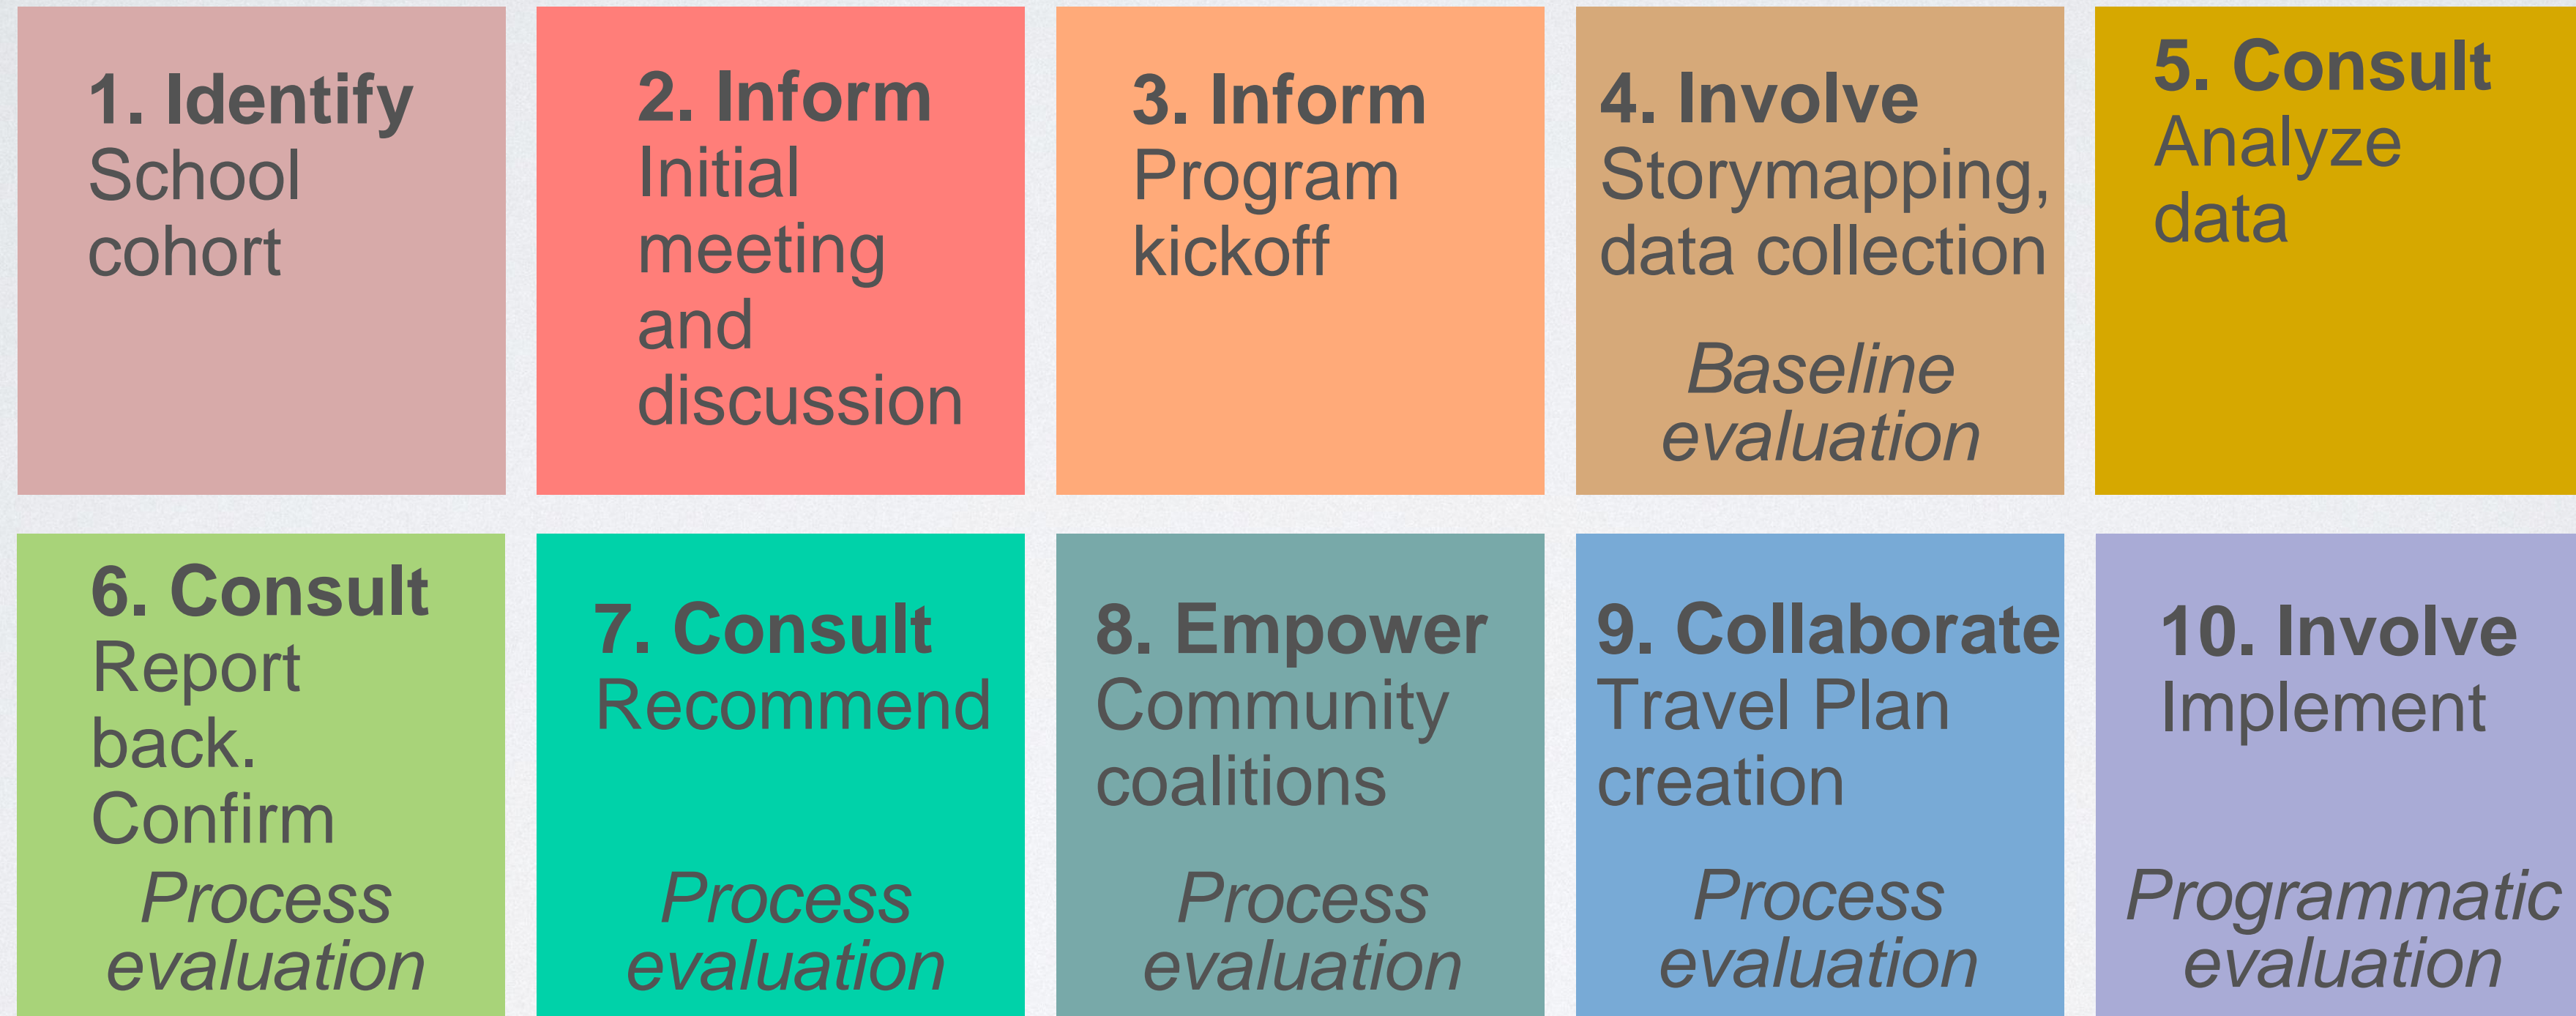 1. Identify
School
cohort
2. Inform
Initial
meeting
and
discussion
3. Inform
Program
kickoff
4. Involve
Storymapping,
data collection
Baseline
evaluation
5. Consult
Analyze
data
6. Consult
Report
back.
Confirm
Process
evaluation
7. Consult
Recommend
Process
evaluation
8. Empower
Community
coalitions
Process
evaluation
9. Collaborate
Travel Plan
creation
Process
evaluation
10. Involve
Implement
Programmatic
evaluation